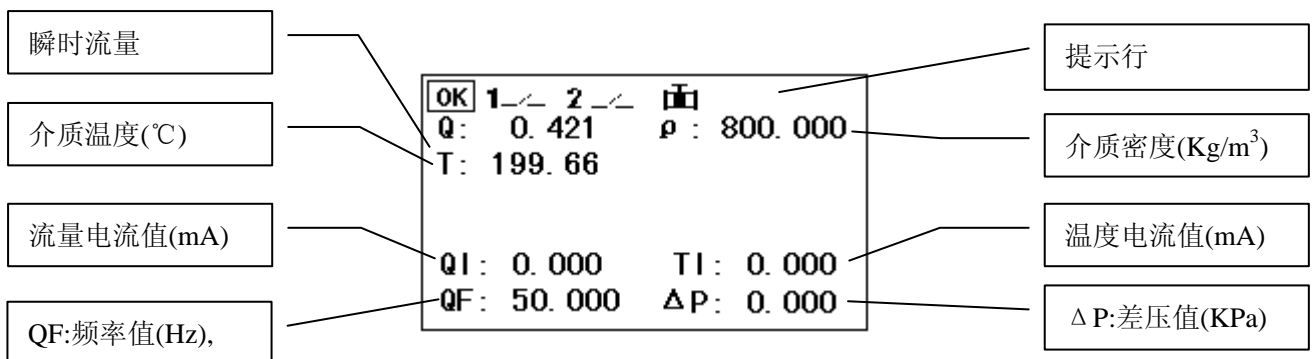 瞬时流量
介质温度(℃)
流量电流值(mA)
QF:频率值(Hz),
OK 1 2
Q: 0.421 ρ: 800.000
T: 199.66
QI: 0.000 TI: 0.000
QF: 50.000 ΔP: 0.000
提示行
介质密度(Kg/m³)
温度电流值(mA)
ΔP:差压值(KPa)